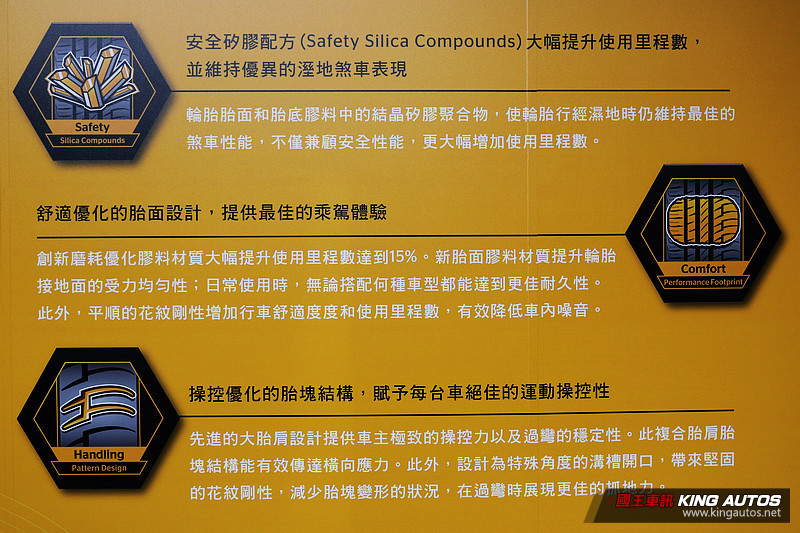 安全矽膠配方(Safety Silica Compounds)大幅提升使用里程數，
並維持優異的溼地煞車表現
Safety
Silica Compounds
輪胎胎面和胎底膠料中的結晶矽膠聚合物，使輪胎行經濕地時仍維持最佳的
煞車性能，不僅兼顧安全性能，更大幅增加使用里程數。
舒適優化的胎面設計，提供最佳的乘駕體驗
創新磨耗優化膠料材質大幅提升使用里程數達到15%。新胎面膠料材質提升輪胎
接地面的受力均勻性；日常使用時，無論搭配何種車型都能達到更佳耐久性。
此外，平順的花紋剛性增加行車舒適度度和使用里程數，有效降低車內噪音。
Comfort
Performance Footprint
操控優化的胎塊結構，賦予每台車絕佳的運動操控性
先進的大胎肩設計提供車主極致的操控力以及過彎的穩定性。此複合胎肩胎
塊結構能有效傳達橫向應力。此外，設計為特殊角度的溝槽開口，帶來堅固
的花紋剛性，減少胎塊變形的狀況，在過彎時展現更佳的抓地力。
Handling
Pattern Design
國王車訊 KING AUTOS
www.kingautos.net